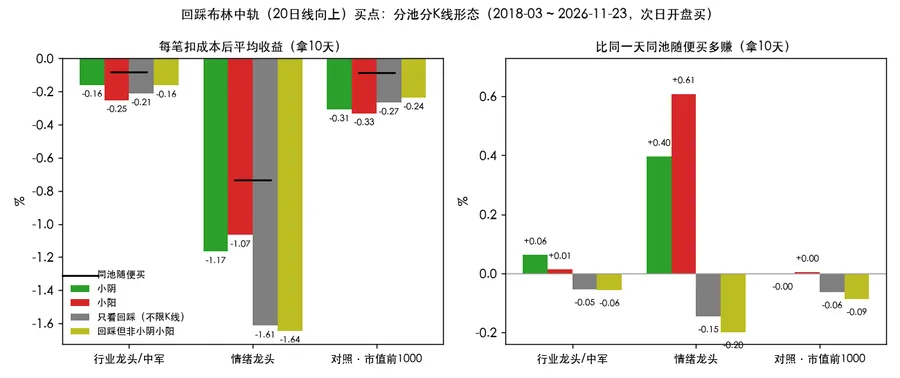 回踩布林中轨（20日线向上）买点：分池分K线形态（2018-03 ~ 2026-11-23，次日开盘买）
每笔扣成本后平均收益（拿10天）
%
0.0
-0.2
-0.4
-0.6
-0.8
-1.0
-1.2
-1.4
-1.6
-0.16
-0.25
-0.21
-0.16
-1.17
-1.07
-1.61
-1.64
-0.31
-0.33
-0.27
-0.24
同池随便买
小阴
小阳
只看回踩（不限K线）
回踩但非小阴小阳
行业龙头/中军
情绪龙头
对照·市值前1000
比同一天同池随便买多赚（拿10天）
%
0.6
0.4
0.2
0.0
-0.2
+0.06
+0.01
-0.05
-0.06
+0.40
+0.61
-0.15
-0.20
-0.00
+0.00
-0.06
-0.09
行业龙头/中军
情绪龙头
对照·市值前1000